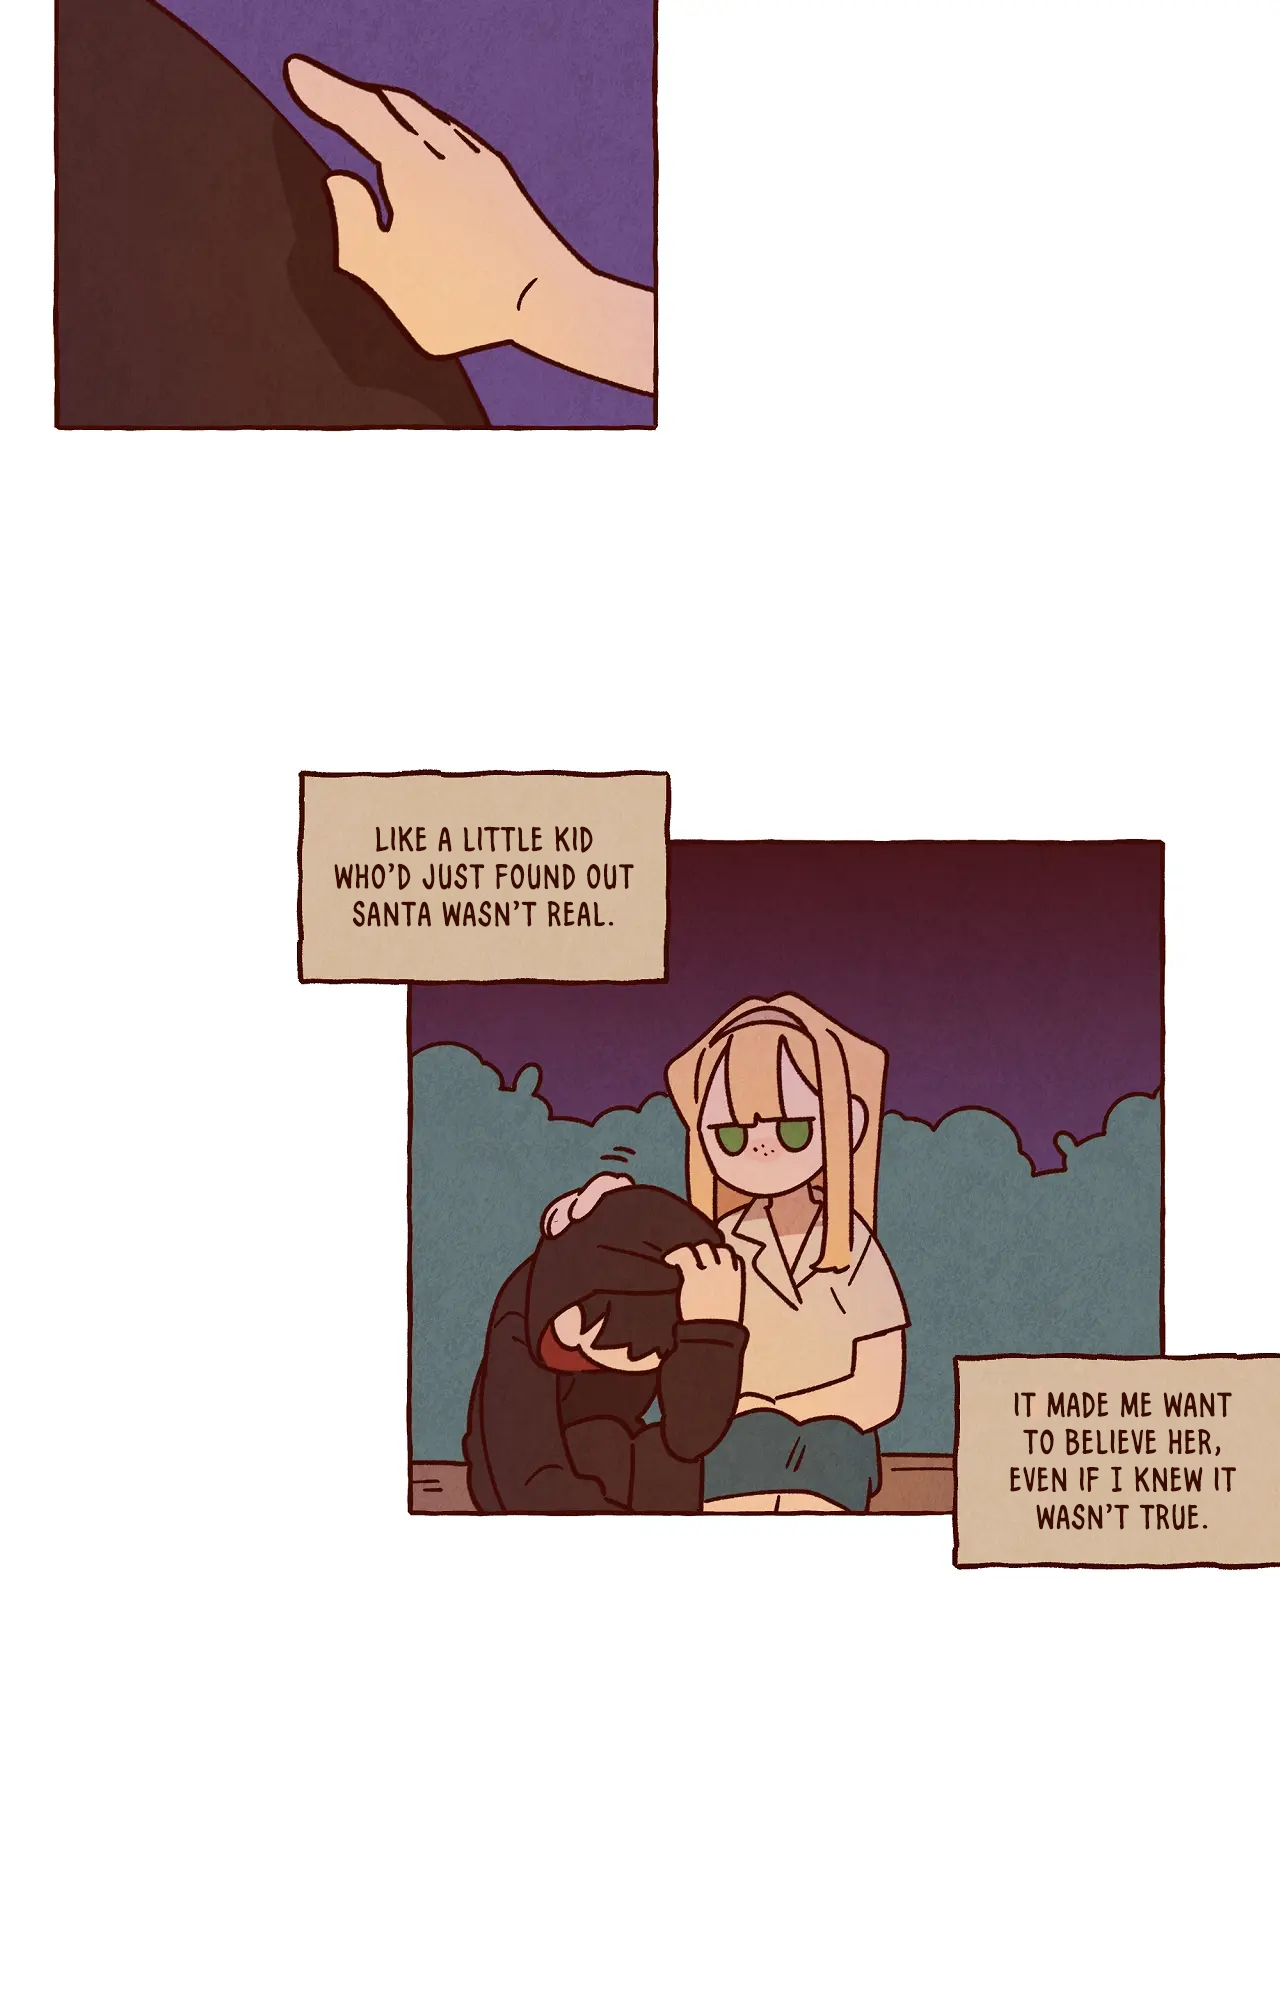 LIKE A LITTLE KID
WHO'D JUST FOUND OUT
SANTA WASN'T REAL.
IT MADE ME WANT
TO BELIEVE HER,
EVEN IF I KNEW IT
WASN'T TRUE.